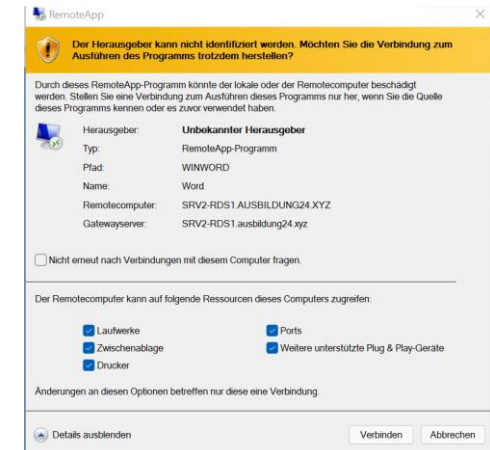 RemoteApp
Der Herausgeber kann nicht identifiziert werden. Möchten Sie die Verbindung zum
Ausführen des Programms trotzdem herstellen?
Durch dieses RemoteApp-Programm könnte der lokale oder der Remotecomputer beschädigt
werden. Stellen Sie eine Verbindung zum Ausführen dieses Programms nur her, wenn Sie die Quelle
dieses Programms kennen oder es zuvor verwendet haben.
Herausgeber: Unbekannter Herausgeber
Typ: RemoteApp-Programm
Pfad: WINWORD
Name: Word
Remotecomputer: SRV2-RDS1.AUSBILDUNG24.XYZ
Gatewayserver: SRV2-RDS1.ausbildung24.xyz
Nicht erneut nach Verbindungen mit diesem Computer fragen.
Der Remotecomputer kann auf folgende Ressourcen dieses Computers zugreifen:
Laufwerke Ports
Zwischenablage Weitere unterstützte Plug & Play-Geräte
Drucker
Änderungen an diesen Optionen betreffen nur diese eine Verbindung.
Details ausblenden Verbinden Abbrechen